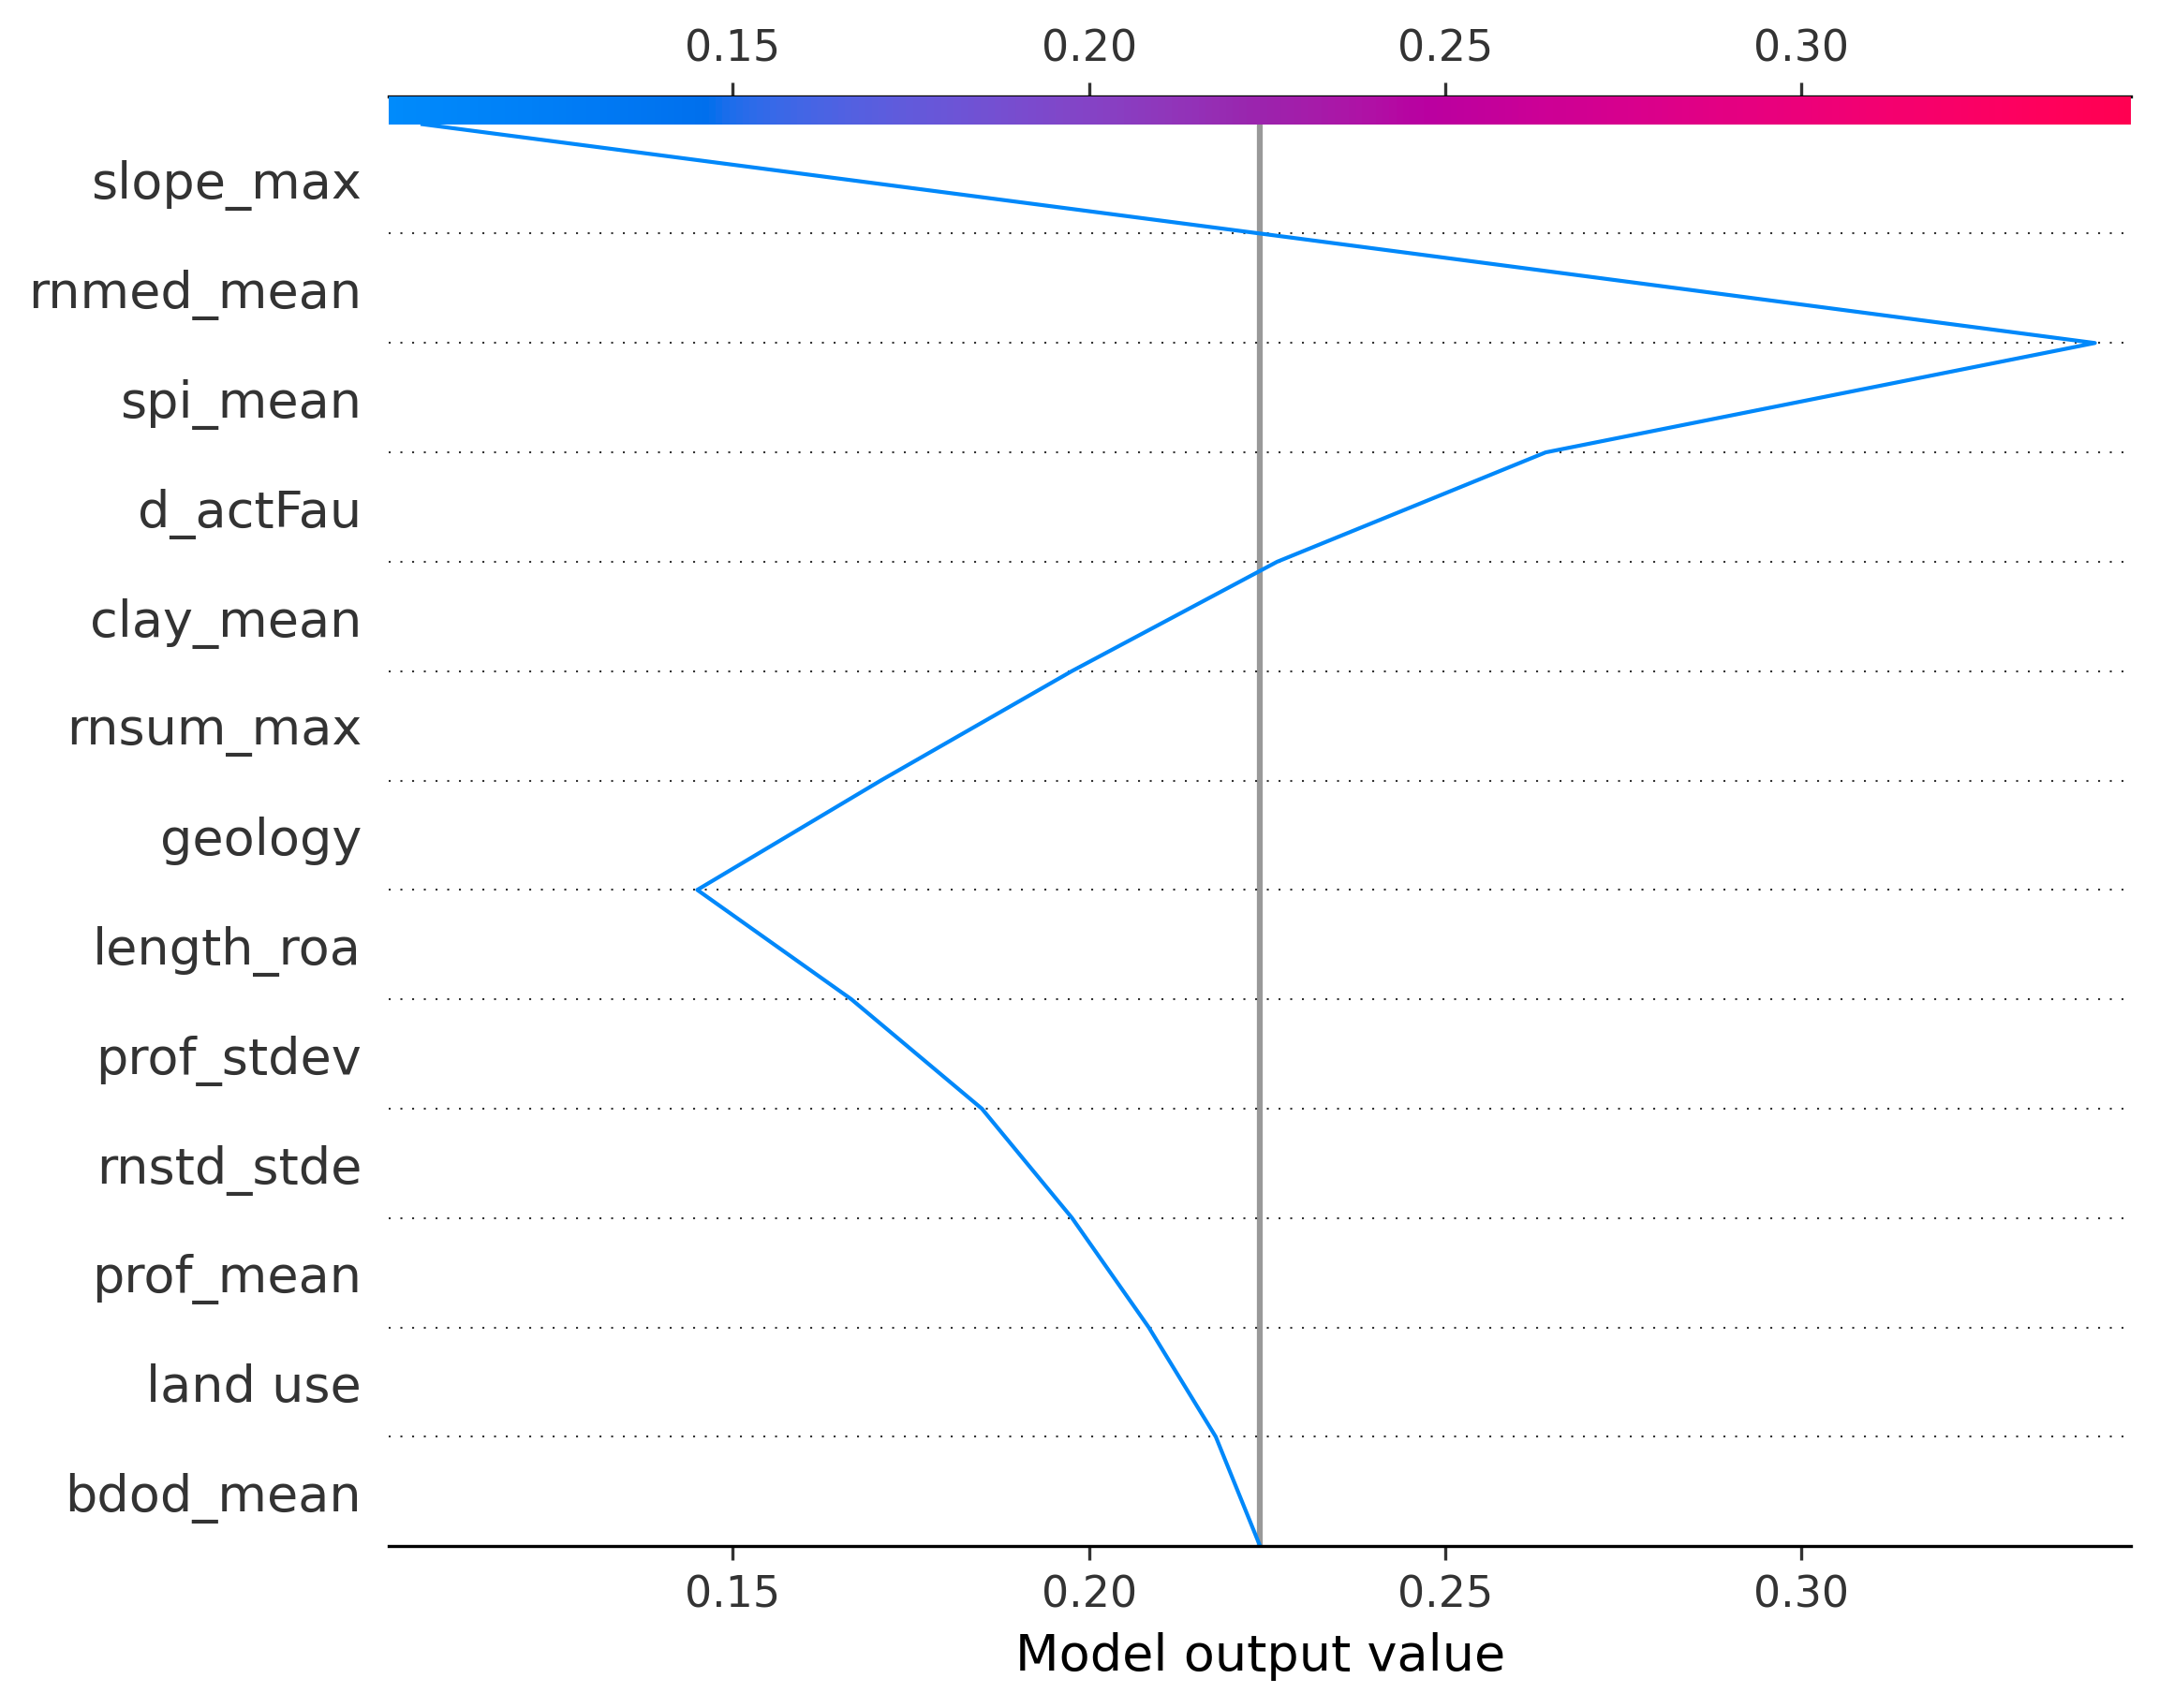 0.15 0.20 0.25 0.30
slope_max
rnmed_mean
spi_mean
d_actFau
clay_mean
rnsum_max
geology
length_roa
prof_stdev
rnstd_stde
prof_mean
land use
bdod_mean
0.15 0.20 0.25 0.30
Model output value